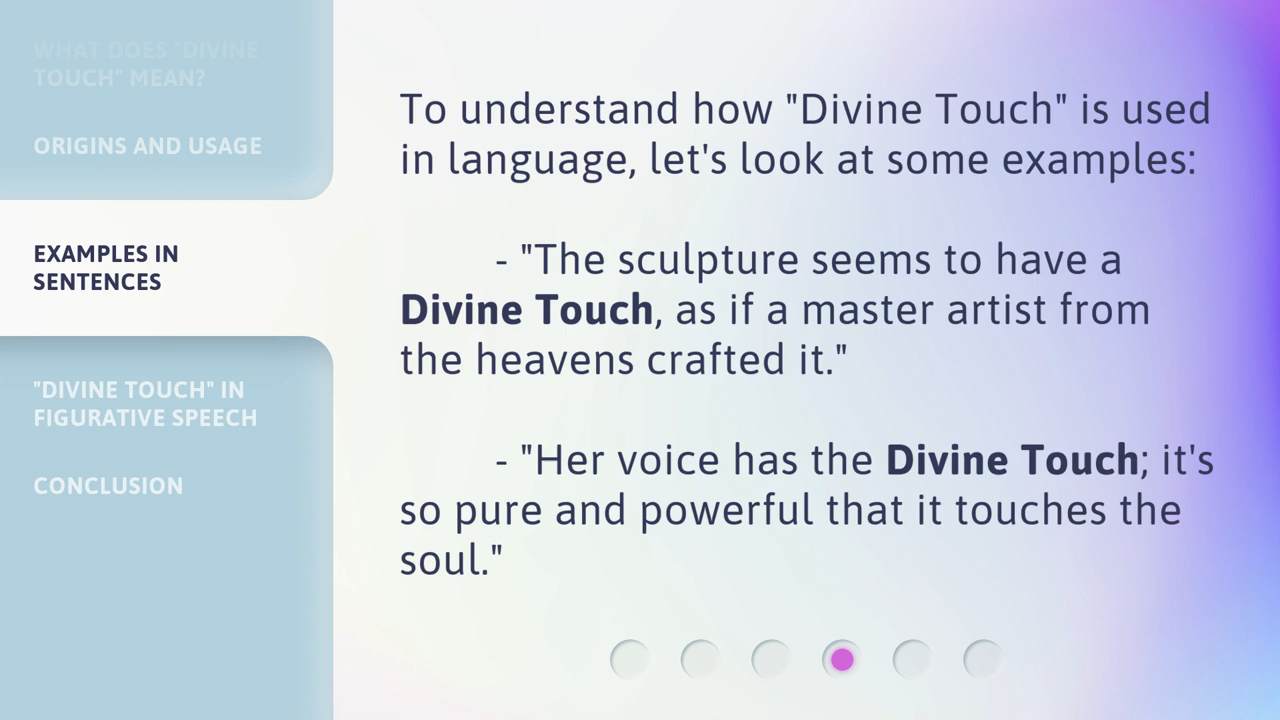 WHAT DOES "DIVINE
TOUCH" MEAN?
ORIGINS AND USAGE
EXAMPLES IN
SENTENCES
"DIVINE TOUCH" IN
FIGURATIVE SPEECH
CONCLUSION
To understand how "Divine Touch" is used
in language, let's look at some examples:
- "The sculpture seems to have a
Divine Touch, as if a master artist from
the heavens crafted it."
- "Her voice has the Divine Touch; it's
so pure and powerful that it touches the
soul."